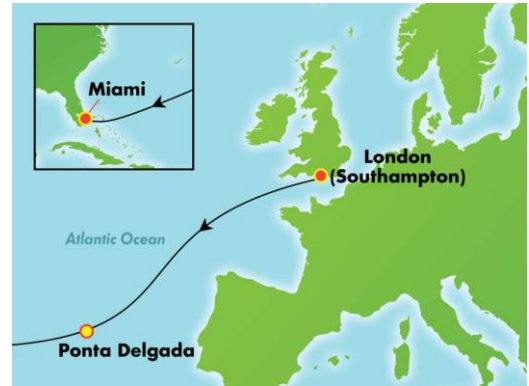 Miami
London
(Southampton)
Atlantic Ocean
Ponta Delgada